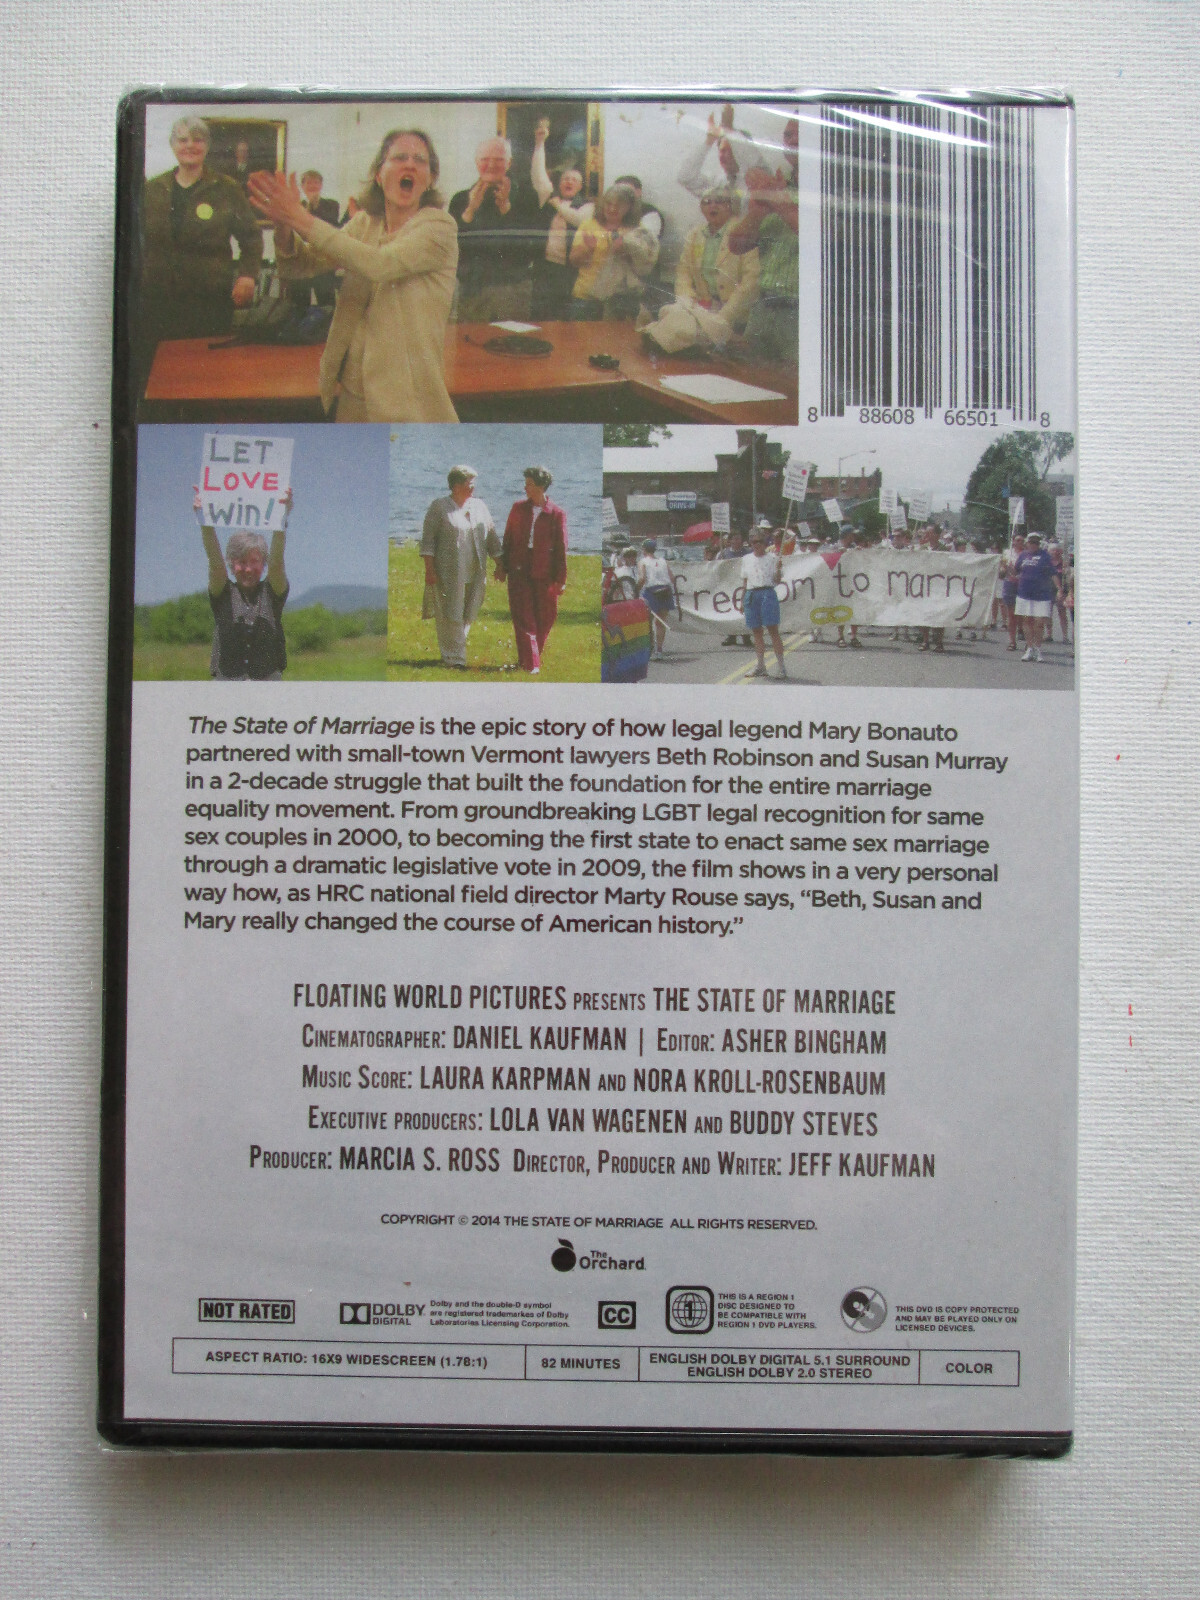 8 88608 66501 8
LET
LOVE
win!
freedom to marry
The State of Marriage is the epic story of how legal legend Mary Bonauto
partnered with small-town Vermont lawyers Beth Robinson and Susan Murray
in a 2-decade struggle that built the foundation for the entire marriage
equality movement. From groundbreaking LGBT legal recognition for same
sex couples in 2000, to becoming the first state to enact same sex marriage
through a dramatic legislative vote in 2009, the film shows in a very personal
way how, as HRC national field director Marty Rouse says, “Beth, Susan and
Mary really changed the course of American history.”
FLOATING WORLD PICTURES PRESENTS THE STATE OF MARRIAGE
CINEMATOGRAPHER: DANIEL KAUFMAN | EDITOR: ASHER BINGHAM
MUSIC SCORE: LAURA KARPMAN AND NORA KROLL-ROSENBAUM
EXECUTIVE PRODUCERS: LOLA VAN WAGENEN AND BUDDY STEVES
PRODUCER: MARCIA S. ROSS DIRECTOR, PRODUCER AND WRITER: JEFF KAUFMAN
COPYRIGHT © 2014 THE STATE OF MARRIAGE ALL RIGHTS RESERVED.
The
Orchard
NOT RATED
DOLBY
DIGITAL
Dolby and the double-D symbol
are registered trademarks of Dolby
Laboratories Licensing Corporation.
CC
1
THIS IS A REGION 1
DISC DESIGNED TO
BE COMPATIBLE WITH
REGION 1 DVD PLAYERS.
THIS DVD IS COPY PROTECTED
AND MAY BE PLAYED ONLY ON
LICENSED DEVICES.
ASPECT RATIO: 16X9 WIDESCREEN (1.78:1)
82 MINUTES
ENGLISH DOLBY DIGITAL 5.1 SURROUND
ENGLISH DOLBY 2.0 STEREO
COLOR